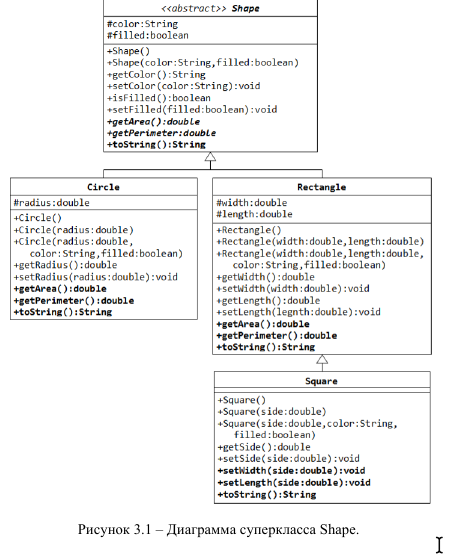 <<abstract>> Shape
#color:String
#filled:boolean
+Shape()
+Shape(color:String,filled:boolean)
+getColor():String
+setColor(color:String):void
+isFilled():boolean
+setFilled(filled:boolean):void
+getArea():double
+getPerimeter:double
+toString():String
Circle
#radius:double
+Circle()
+Circle(radius:double)
+Circle(radius:double,
color:String,filled:boolean)
+getRadius():double
+setRadius(radius:double):void
+getArea():double
+getPerimeter():double
+toString():String
Rectangle
#width:double
#length:double
+Rectangle()
+Rectangle(width:double,length:double)
+Rectangle(width:double,length:double,
color:String,filled:boolean)
+getWidth():double
+setWidth(width:double):void
+getLength():double
+setLength(legnth:double):void
+getArea():double
+getPerimeter():double
+toString():String
Square
+Square()
+Square(side:double)
+Square(side:double,color:String,
filled:boolean)
+getSide():double
+setSide(side:double):void
+setWidth(side:double):void
+setLength(side:double):void
+toString():String
Рисунок 3.1 – Диаграмма суперкласса Shape.